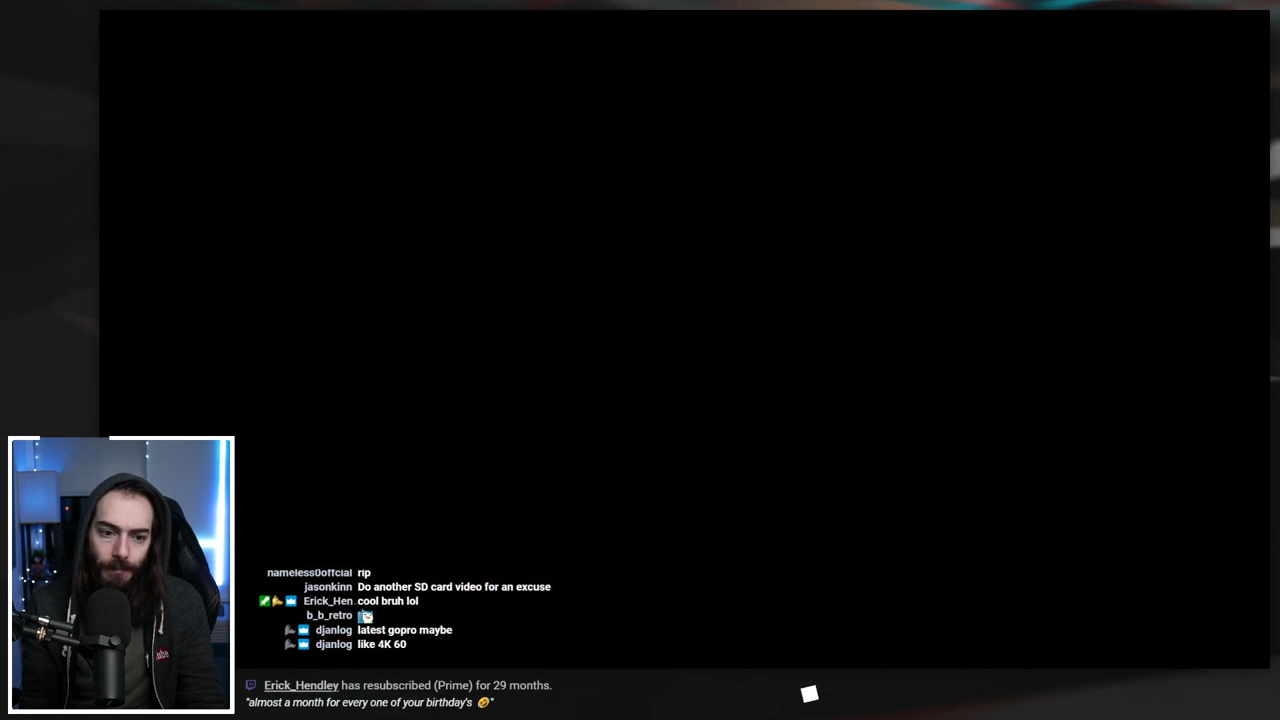 nameless0offcial rip
jasonkinn Do another SD card video for an excuse
Erick_Hen cool bruh lol
b_b_retro
djanlog latest gopro maybe
djanlog like 4K 60
ube
Erick_Hendley has resubscribed (Prime) for 29 months.
"almost a month for every one of your birthday's 🤣"